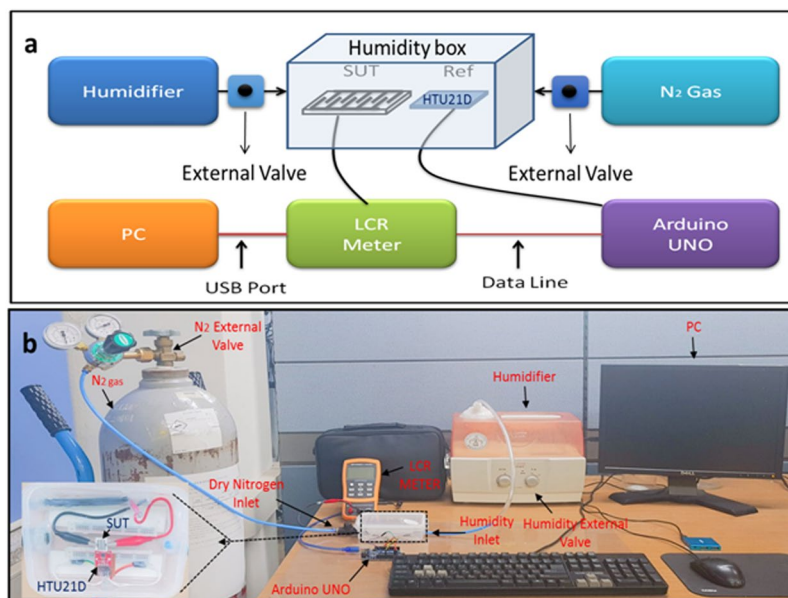 a
Humidity box
SUT
Ref
HTU21D
Humidifier
N2 Gas
External Valve
External Valve
PC
LCR
Meter
Arduino
UNO
USB Port
Data Line
b
N2 External
Valve
N2 gas
PC
Humidifier
LCR
METER
Dry Nitrogen
Inlet
Humidity
Inlet
Humidity External
Valve
SUT
HTU21D
Arduino UNO
DELL